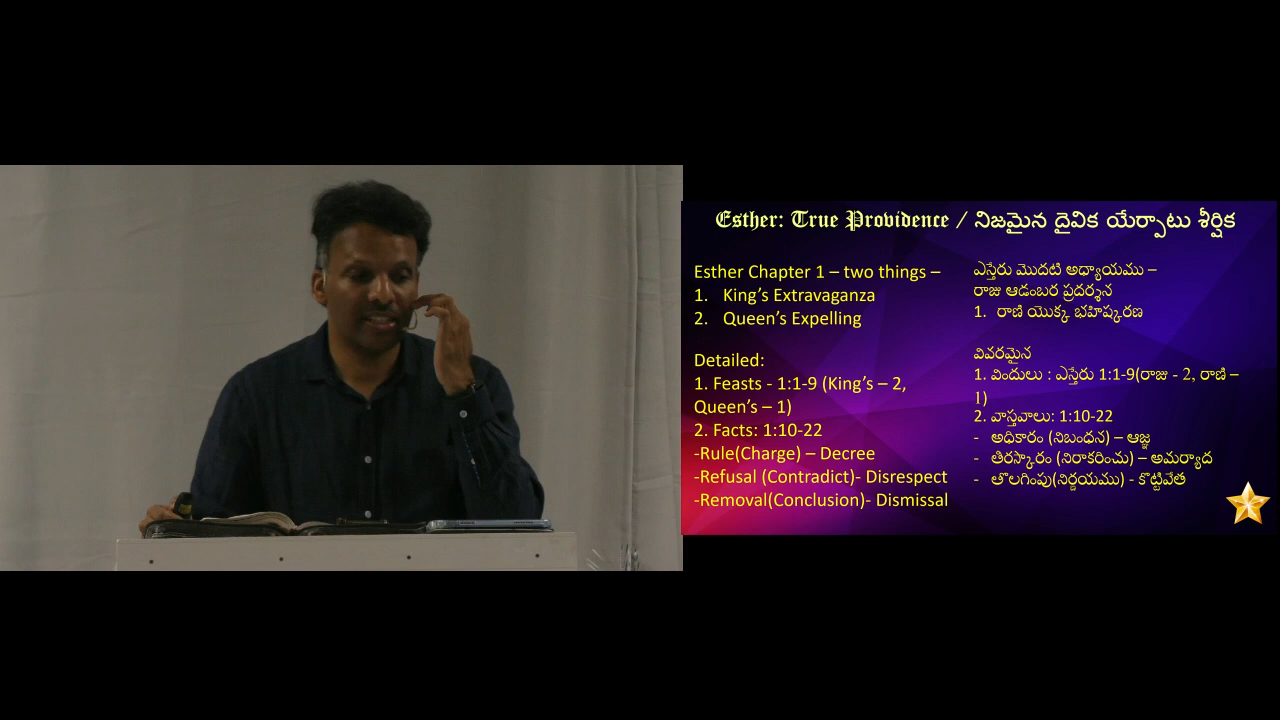 Esther: True Providence / నిజమైన దైవిక యేర్పాటు శీర్షిక
Esther Chapter 1 – two things –
1. King's Extravaganza
2. Queen's Expelling
Detailed:
1. Feasts - 1:1-9 (King's – 2,
Queen's – 1)
2. Facts: 1:10-22
-Rule(Charge) – Decree
-Refusal (Contradict)- Disrespect
-Removal(Conclusion)- Dismissal
ఎస్తేరు మొదటి అధ్యాయము –
రాజు ఆడంబర ప్రదర్శన
1. రాణి యొక్క భహిష్కరణ
వివరమైన
1. విందులు : ఎస్తేరు 1:1-9(రాజు - 2, రాణి –
1)
2. వాస్తవాలు: 1:10-22
- అధికారం (నిబంధన) – ఆజ్ఞ
- తిరస్కారం (నిరాకరించు) – అమర్యాద
- తొలగింపు(నిర్ణయము) - కొట్టివేత